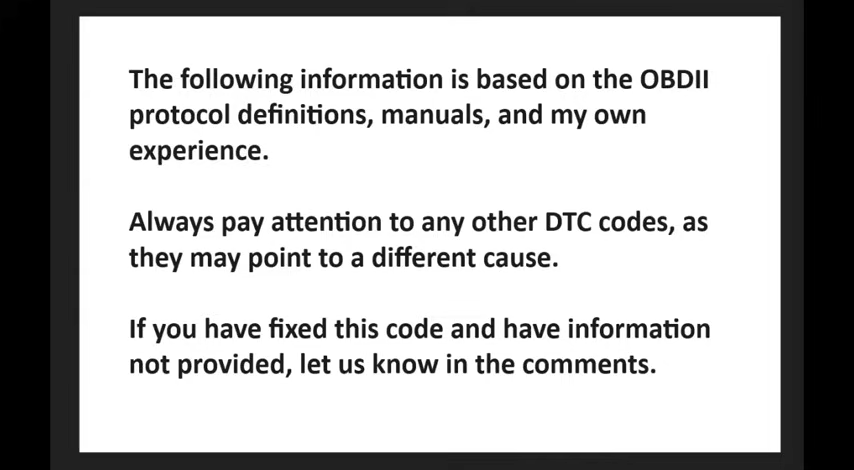 The following information is based on the OBDII
protocol definitions, manuals, and my own
experience.
Always pay attention to any other DTC codes, as
they may point to a different cause.
If you have fixed this code and have information
not provided, let us know in the comments.